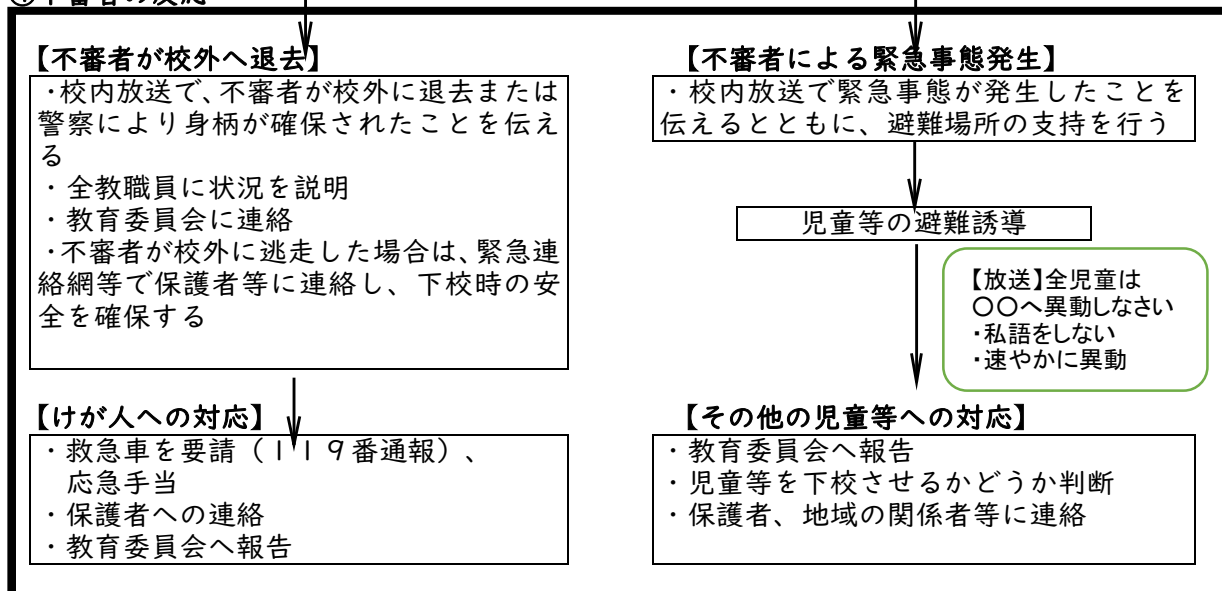 【不審者が校外へ退去】
・校内放送で、不審者が校外に退去または
警察により身柄が確保されたことを伝え
る
・全教職員に状況を説明
・教育委員会に連絡
・不審者が校外に逃走した場合は、緊急連
絡網等で保護者等に連絡し、下校時の安
全を確保する
【けが人への対応】
・救急車を要請（119番通報）、
応急手当
・保護者への連絡
・教育委員会へ報告
【不審者による緊急事態発生】
・校内放送で緊急事態が発生したことを
伝えるとともに、避難場所の支持を行う
児童等の避難誘導
【放送】全児童は
〇〇へ異動しなさい
・私語をしない
・速やかに異動
【その他の児童等への対応】
・教育委員会へ報告
・児童等を下校させるかどうか判断
・保護者、地域の関係者等に連絡